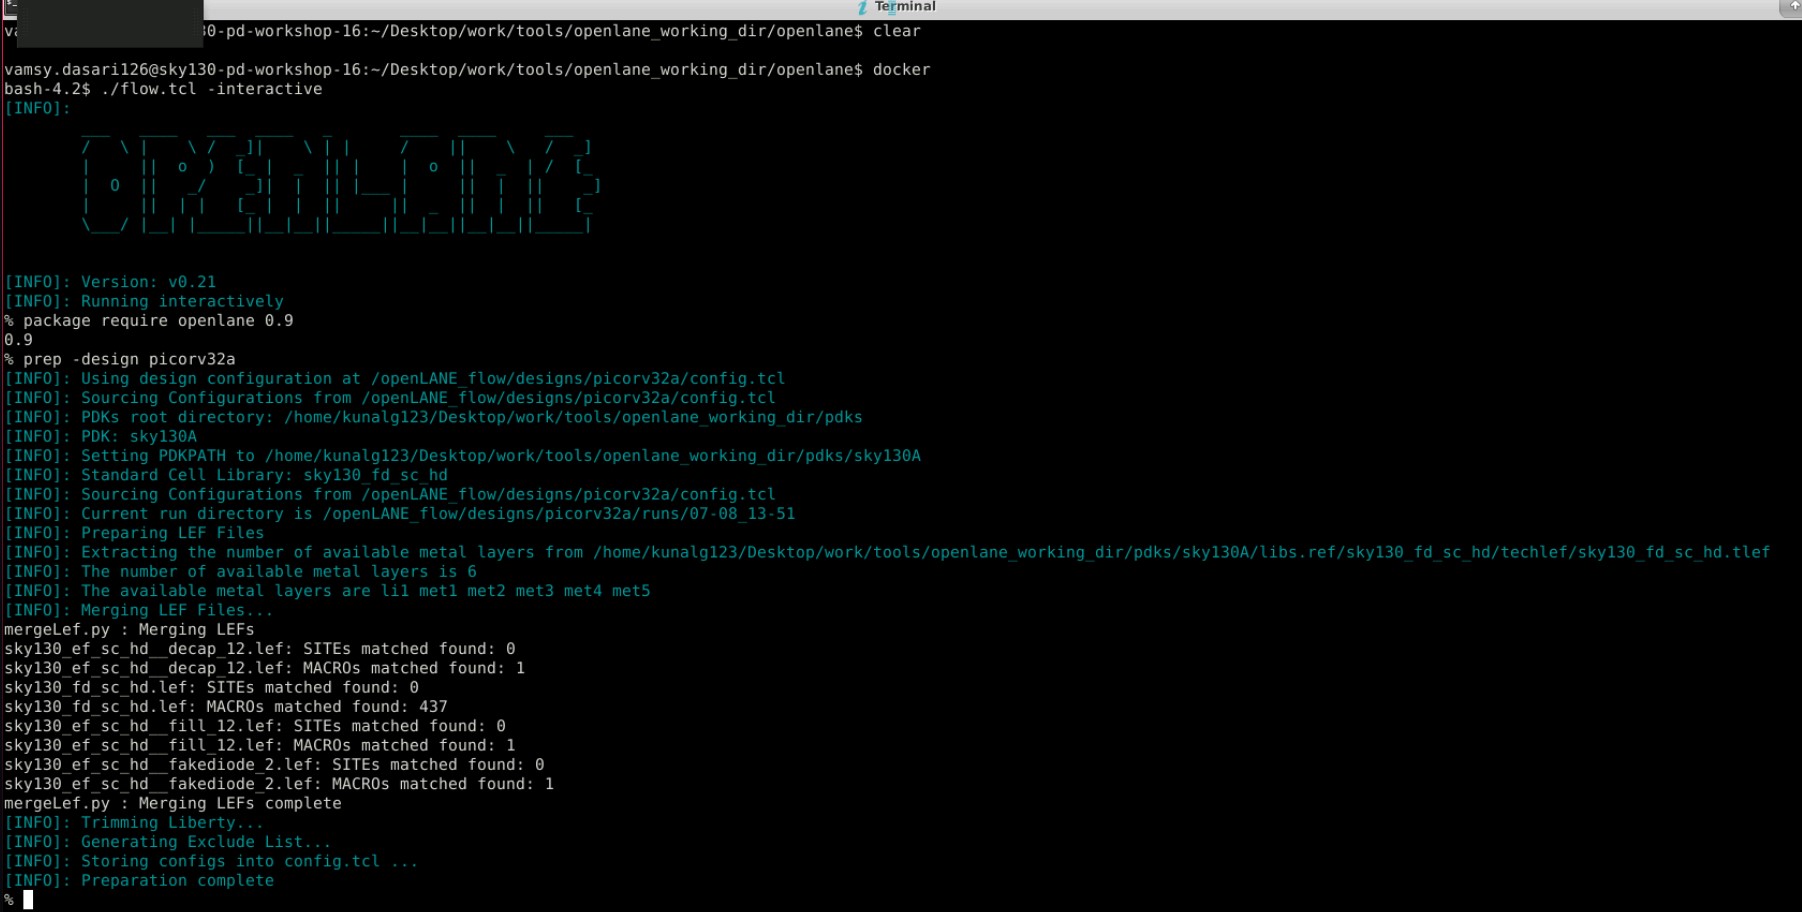 Terminal
va 30-pd-workshop-16:~/Desktop/work/tools/openlane_working_dir/openlane$ clear
vamsy.dasari126@sky130-pd-workshop-16:~/Desktop/work/tools/openlane_working_dir/openlane$ docker
bash-4.2$ ./flow.tcl -interactive
[INFO]:
OPENLANE
[INFO]: Version: v0.21
[INFO]: Running interactively
% package require openlane 0.9
0.9
% prep -design picorv32a
[INFO]: Using design configuration at /openLANE_flow/designs/picorv32a/config.tcl
[INFO]: Sourcing Configurations from /openLANE_flow/designs/picorv32a/config.tcl
[INFO]: PDKs root directory: /home/kunalg123/Desktop/work/tools/openlane_working_dir/pdks
[INFO]: PDK: sky130A
[INFO]: Setting PDKPATH to /home/kunalg123/Desktop/work/tools/openlane_working_dir/pdks/sky130A
[INFO]: Standard Cell Library: sky130_fd_sc_hd
[INFO]: Sourcing Configurations from /openLANE_flow/designs/picorv32a/config.tcl
[INFO]: Current run directory is /openLANE_flow/designs/picorv32a/runs/07-08_13-51
[INFO]: Preparing LEF Files
[INFO]: Extracting the number of available metal layers from /home/kunalg123/Desktop/work/tools/openlane_working_dir/pdks/sky130A/libs.ref/sky130_fd_sc_hd/techlef/sky130_fd_sc_hd.tlef
[INFO]: The number of available metal layers is 6
[INFO]: The available metal layers are li1 met1 met2 met3 met4 met5
[INFO]: Merging LEF Files...
mergeLef.py : Merging LEFs
sky130_ef_sc_hd__decap_12.lef: SITEs matched found: 0
sky130_ef_sc_hd__decap_12.lef: MACROs matched found: 1
sky130_fd_sc_hd.lef: SITEs matched found: 0
sky130_fd_sc_hd.lef: MACROs matched found: 437
sky130_ef_sc_hd__fill_12.lef: SITEs matched found: 0
sky130_ef_sc_hd__fill_12.lef: MACROs matched found: 1
sky130_ef_sc_hd__fakediode_2.lef: SITEs matched found: 0
sky130_ef_sc_hd__fakediode_2.lef: MACROs matched found: 1
mergeLef.py : Merging LEFs complete
[INFO]: Trimming Liberty...
[INFO]: Generating Exclude List...
[INFO]: Storing configs into config.tcl ...
[INFO]: Preparation complete
%